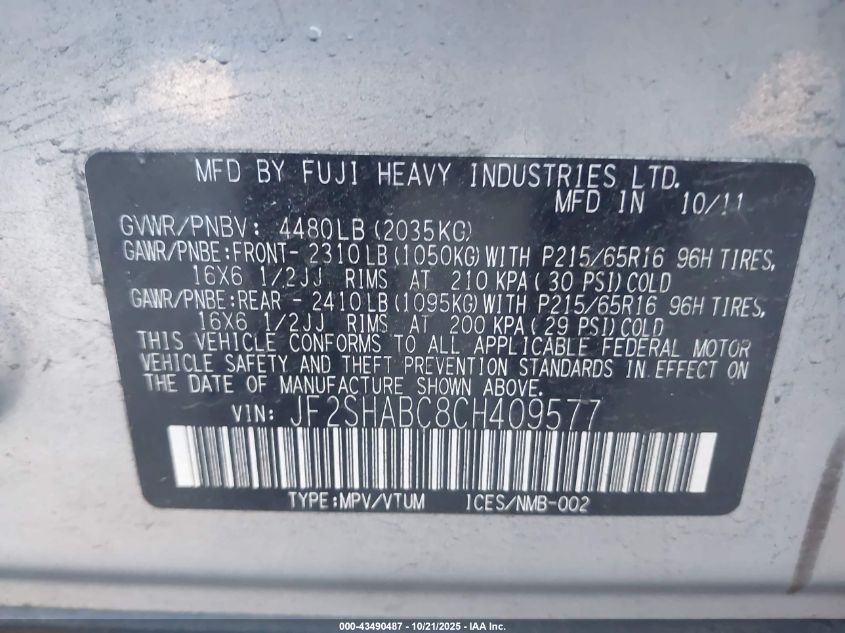 MFD BY FUJI HEAVY INDUSTRIES LTD.
MFD IN 10/11
GVWR/PNBV: 4480LB(2035KG)
GAWR/PNBE:FRONT- 2310LB(1050KG)WITH P215/65R16 96H TIRES,
16X6 1/2JJ RIMS AT 210 KPA(30 PSI)COLD
GAWR/PNBE:REAR - 2410LB(1095KG)WITH P215/65R16 96H TIRES,
16X6 1/2JJ RIMS AT 200 KPA(29 PSI)COLD
THIS VEHICLE CONFORMS TO ALL APPLICABLE FEDERAL MOTOR
VEHICLE SAFETY AND THEFT PREVENTION STANDARDS IN EFFECT ON
THE DATE OF MANUFACTURE SHOWN ABOVE.
VIN: JF2SHABC8CH409577
TYPE:MPV/VTUM ICES/NMB-002
000-43490487 - 10/21/2025 - IAA Inc.